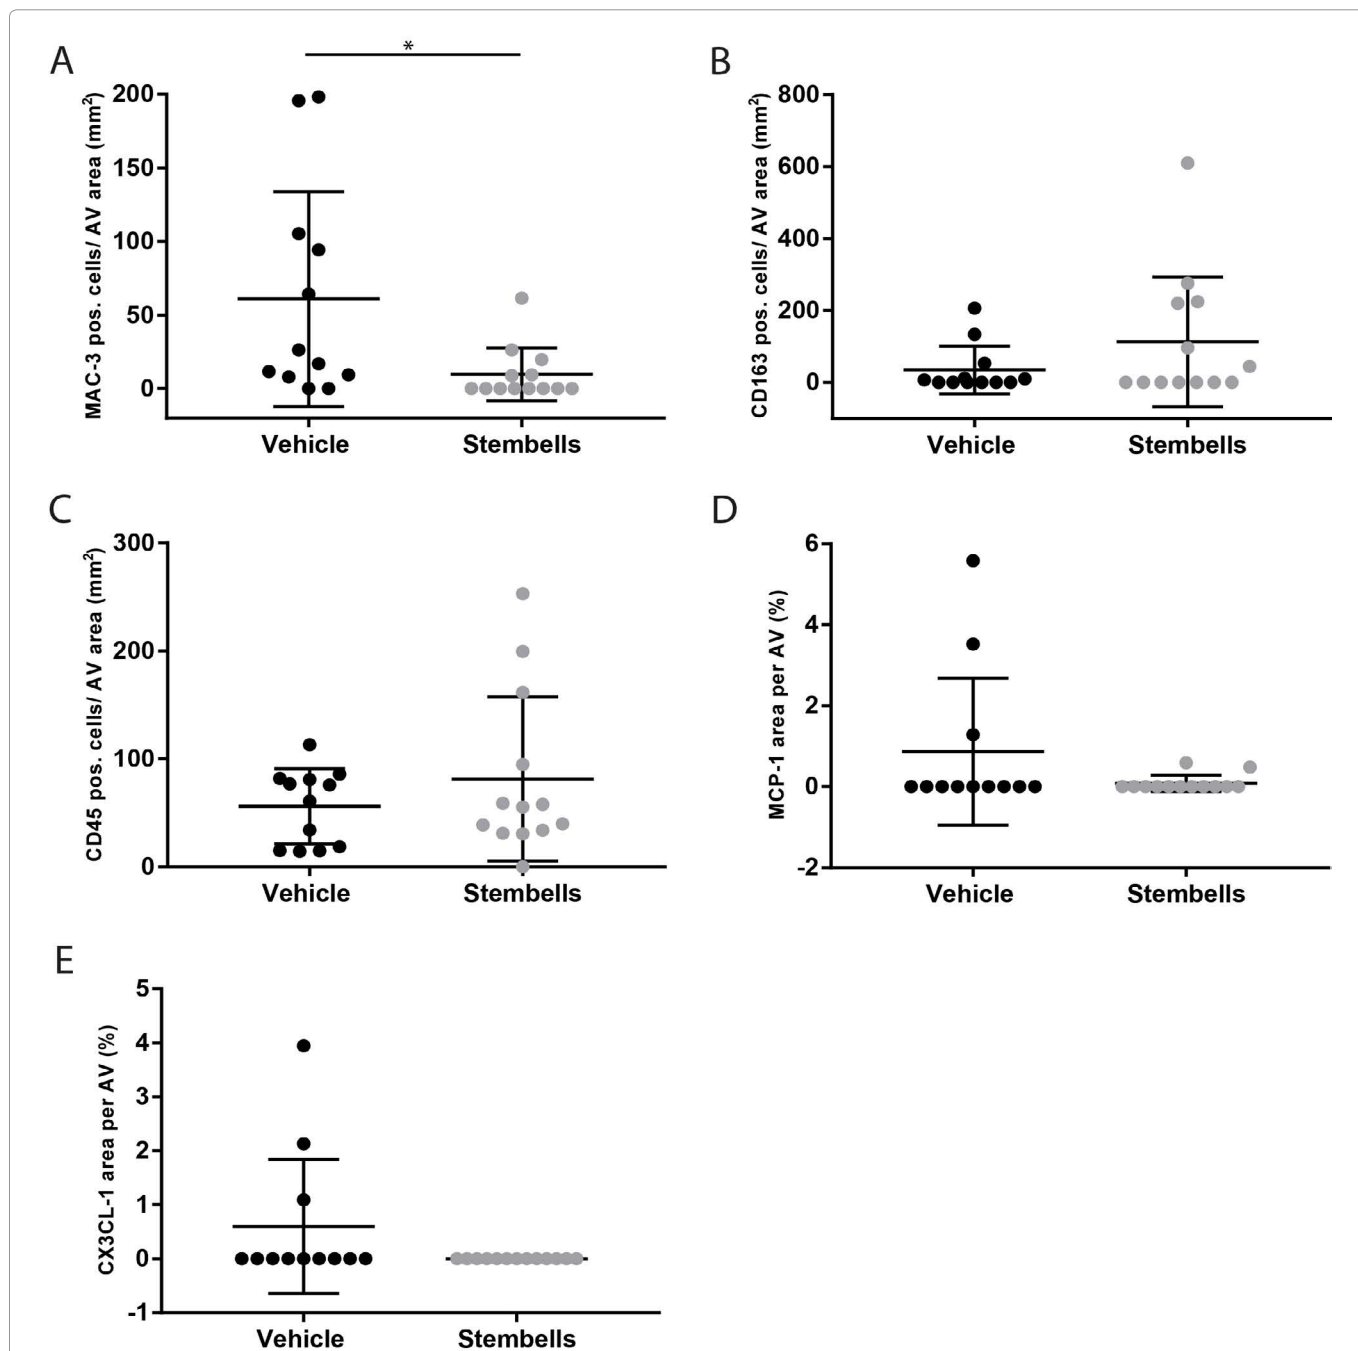 A
*
MAC-3 pos. cells/ AV area (mm²)
200
150
100
50
0
Vehicle Stembells
B
CD163 pos. cells/ AV area (mm²)
800
600
400
200
0
Vehicle Stembells
C
CD45 pos. cells/ AV area (mm²)
300
200
100
0
Vehicle Stembells
D
MCP-1 area per AV (%)
6
4
2
0
-2
Vehicle Stembells
E
CX3CL-1 area per AV (%)
5
4
3
2
1
0
-1
Vehicle Stembells